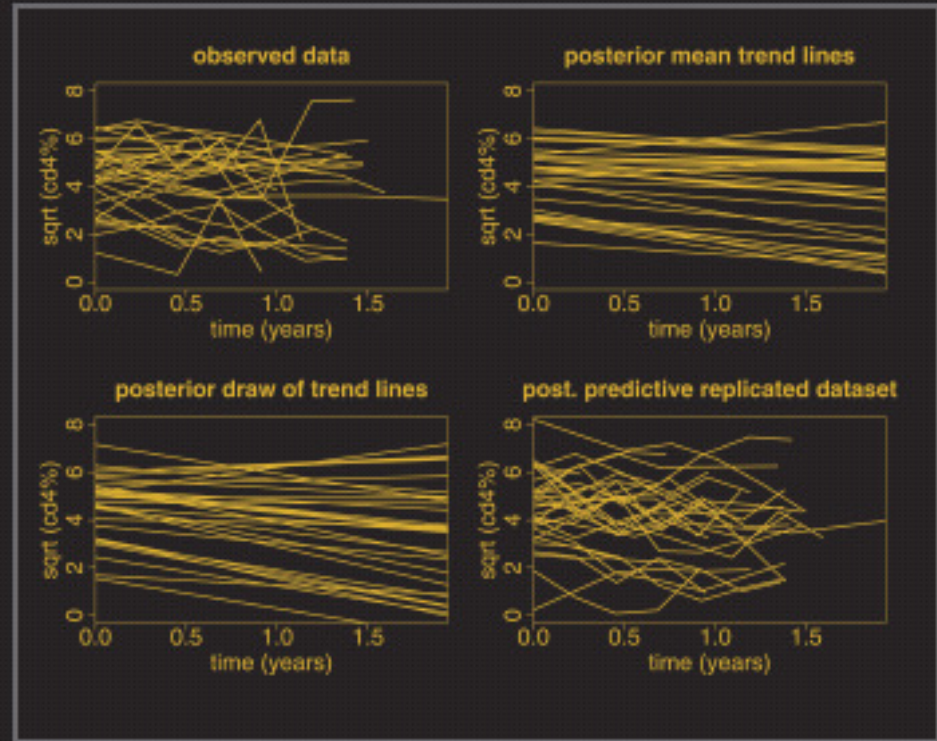 observed data
posterior mean trend lines
sqrt (cd4%)
8
6
4
2
0
0.0 0.5 1.0 1.5
time (years)
sqrt (cd4%)
8
6
4
2
0
0.0 0.5 1.0 1.5
time (years)
posterior draw of trend lines
post. predictive replicated dataset
sqrt (cd4%)
8
6
4
2
0
0.0 0.5 1.0 1.5
time (years)
sqrt (cd4%)
8
6
4
2
0
0.0 0.5 1.0 1.5
time (years)